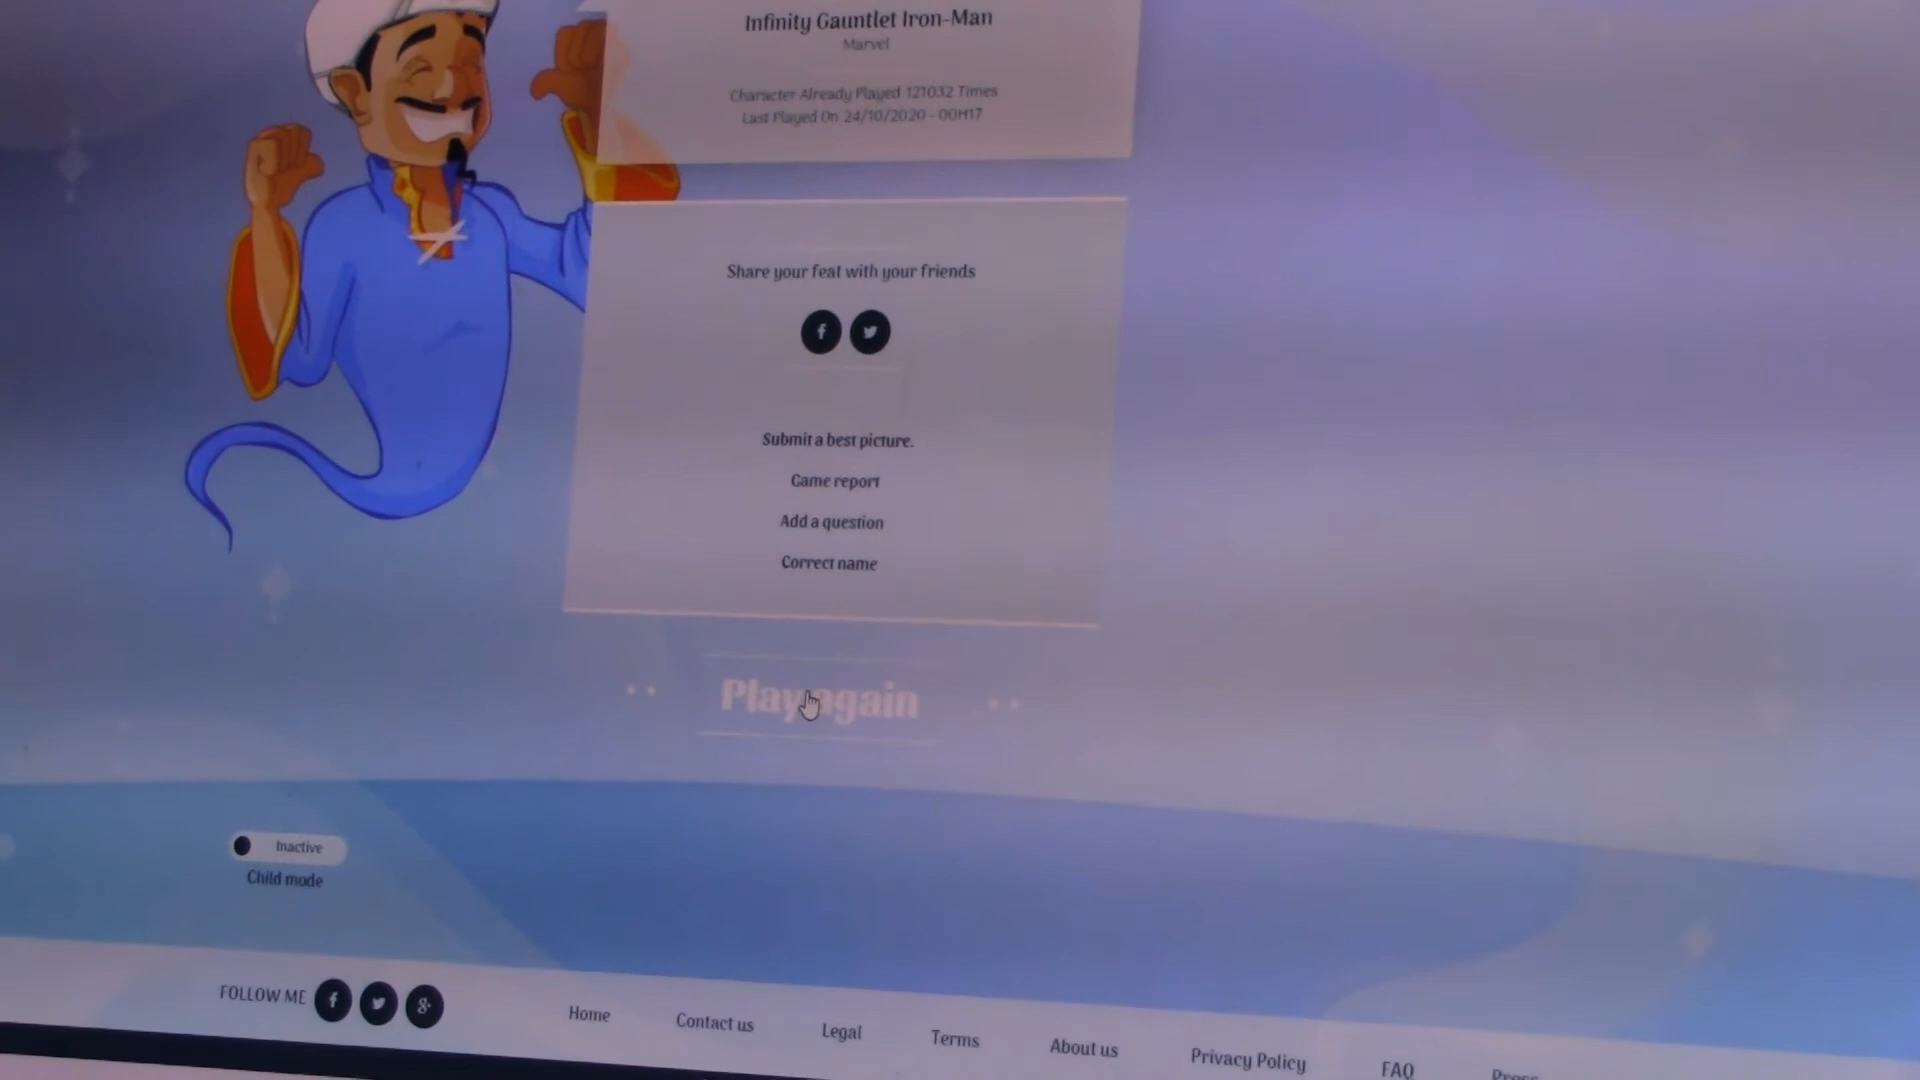 Infinity Gauntlet Iron-Man
Marvel
Character Already Played 121032 Times
Last Played On 24/10/2020 - 00H17
Share your feat with your friends
Submit a best picture.
Game report
Add a question
Correct name
Play again
Inactive
Child mode
FOLLOW ME
Home
Contact us
Legal
Terms
About us
Privacy Policy
FAQ